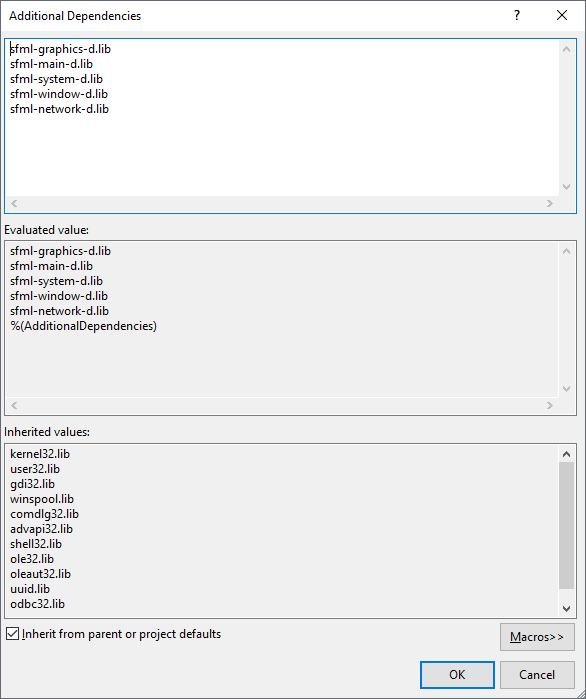 Additional Dependencies
?
sfml-graphics-d.lib
sfml-main-d.lib
sfml-system-d.lib
sfml-window-d.lib
sfml-network-d.lib
Evaluated value:
sfml-graphics-d.lib
sfml-main-d.lib
sfml-system-d.lib
sfml-window-d.lib
sfml-network-d.lib
%(AdditionalDependencies)
Inherited values:
kernel32.lib
user32.lib
gdi32.lib
winspool.lib
comdlg32.lib
advapi32.lib
shell32.lib
ole32.lib
oleaut32.lib
uuid.lib
odbc32.lib
Inherit from parent or project defaults
Macros>>
OK
Cancel